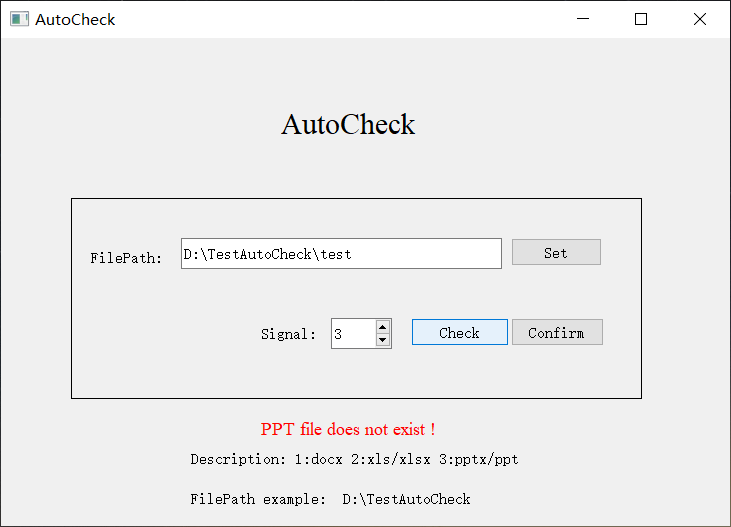 AutoCheck
AutoCheck
FilePath: D:\TestAutoCheck\test Set
Signal: 3 Check Confirm
PPT file does not exist !
Description: 1:docx 2:xls/xlsx 3:pptx/ppt
FilePath example: D:\TestAutoCheck